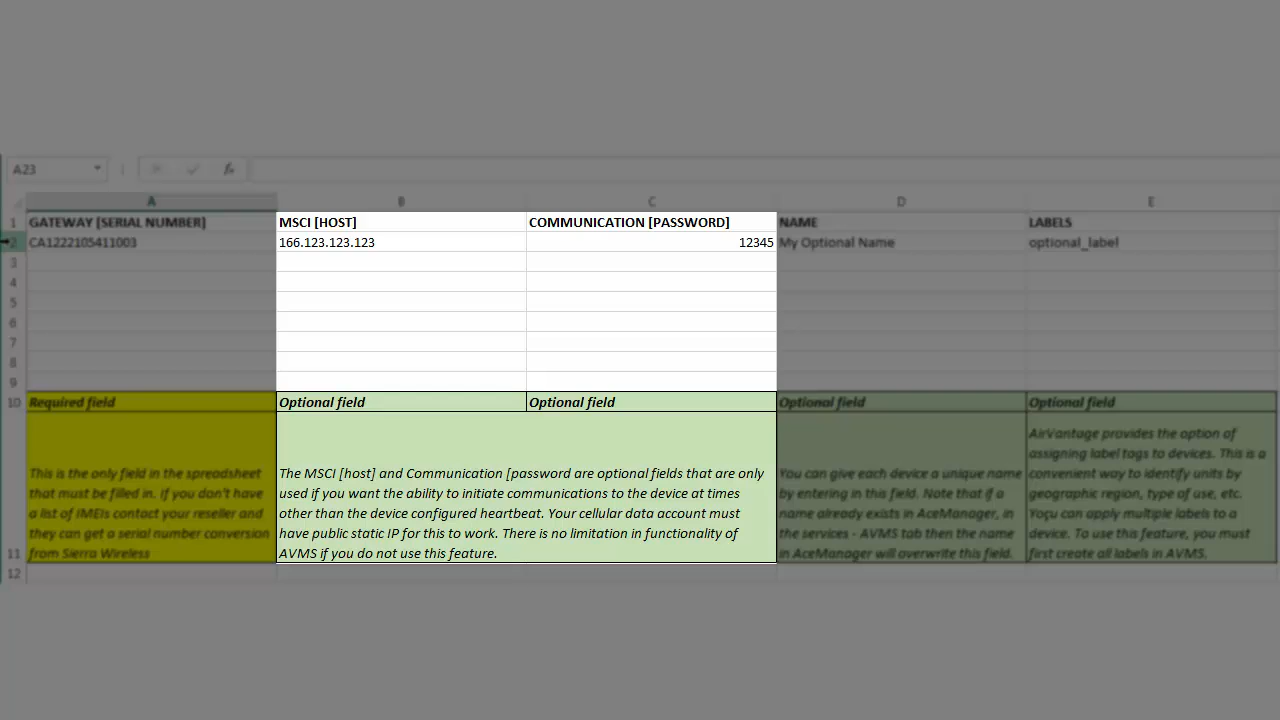 A23
fx
A B C D E
1 GATEWAY [SERIAL NUMBER] MSCI [HOST] COMMUNICATION [PASSWORD] NAME LABELS
2 CA1222105411003 166.123.123.123 12345 My Optional Name optional_label
3
4
5
6
7
8
9
10 Required field Optional field Optional field Optional field Optional field
This is the only field in the spreadsheet
that must be filled in. If you don't have
a list of IMEIs contact your reseller and
they can get a serial number conversion
11 from Sierra Wireless
The MSCI [host] and Communication [password are optional fields that are only
used if you want the ability to initiate communications to the device at times
other than the device configured heartbeat. Your cellular data account must
have public static IP for this to work. There is no limitation in functionality of
AVMS if you do not use this feature.
You can give each device a unique name
by entering in this field. Note that if a
name already exists in AceManager, in
the services - AVMS tab then the name
in AceManager will overwrite this field.
AirVantage provides the option of
assigning label tags to devices. This is a
convenient way to identify units by
geographic region, type of use, etc.
Yoçu can apply multiple labels to a
device. To use this feature, you must
first create all labels in AVMS.
12